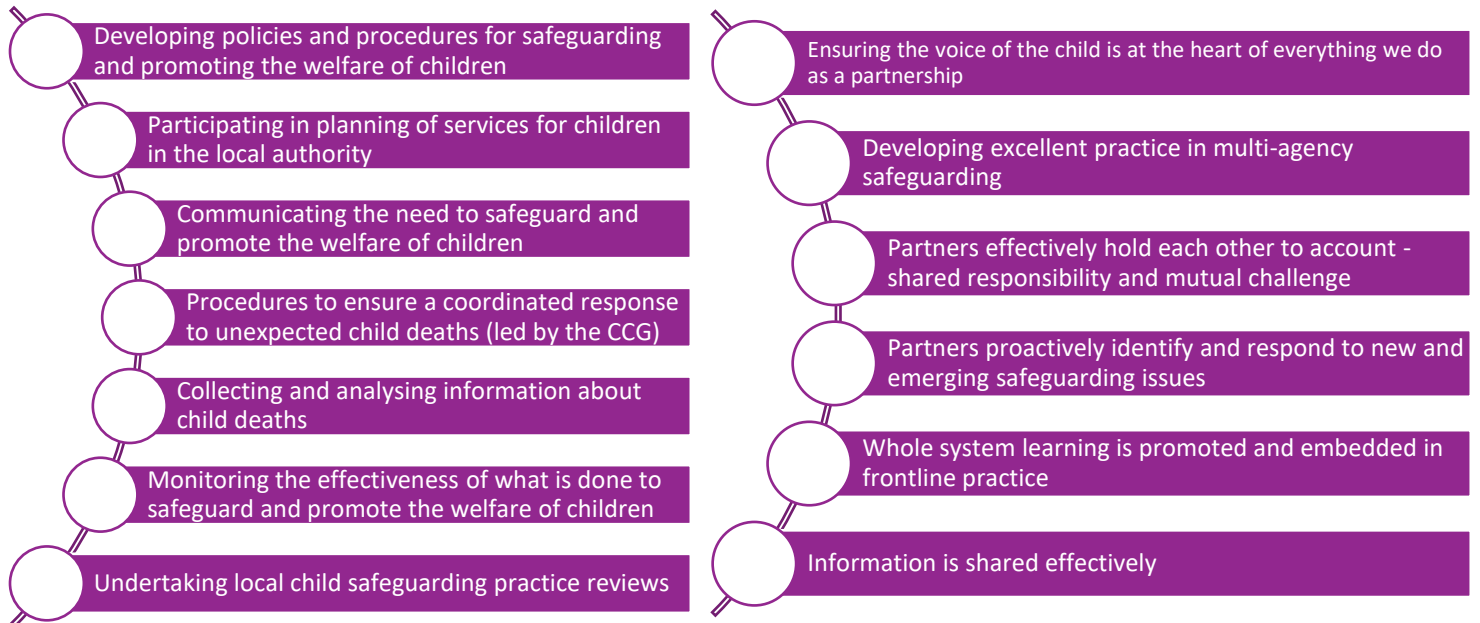 Developing policies and procedures for safeguarding
and promoting the welfare of children
Participating in planning of services for children
in the local authority
Communicating the need to safeguard and
promote the welfare of children
Procedures to ensure a coordinated response
to unexpected child deaths (led by the CCG)
Collecting and analysing information about
child deaths
Monitoring the effectiveness of what is done to
safeguard and promote the welfare of children
Undertaking local child safeguarding practice reviews
Ensuring the voice of the child is at the heart of everything we do
as a partnership
Developing excellent practice in multi-agency
safeguarding
Partners effectively hold each other to account -
shared responsibility and mutual challenge
Partners proactively identify and respond to new and
emerging safeguarding issues
Whole system learning is promoted and embedded in
frontline practice
Information is shared effectively